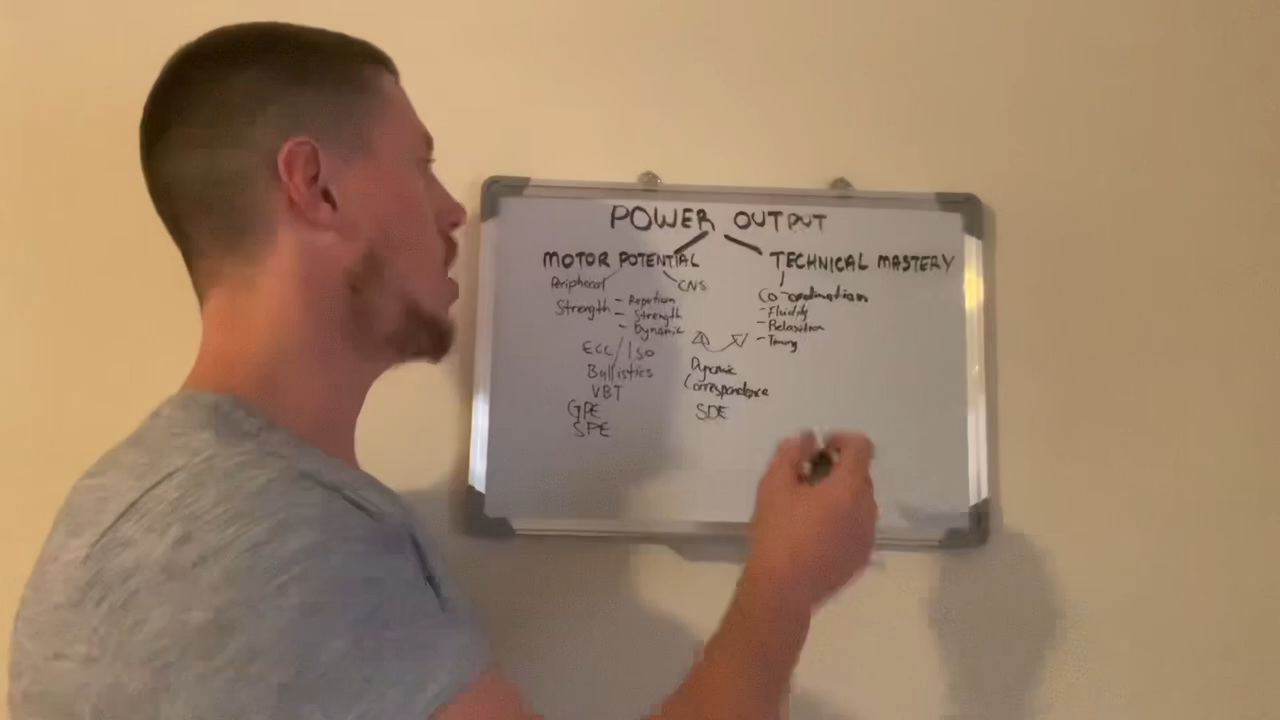 POWER OUTPUT
MOTOR POTENTIAL
TECHNICAL MASTERY
Peripheral
CNS
Strength
- Repetition
- Strength
- Dynamic
Ecc / Iso
Ballistics
VBT
GPE
SPE
Co-ordination
- Fluidity
- Relaxation
- Timing
Dynamic
Correspondence
SDE